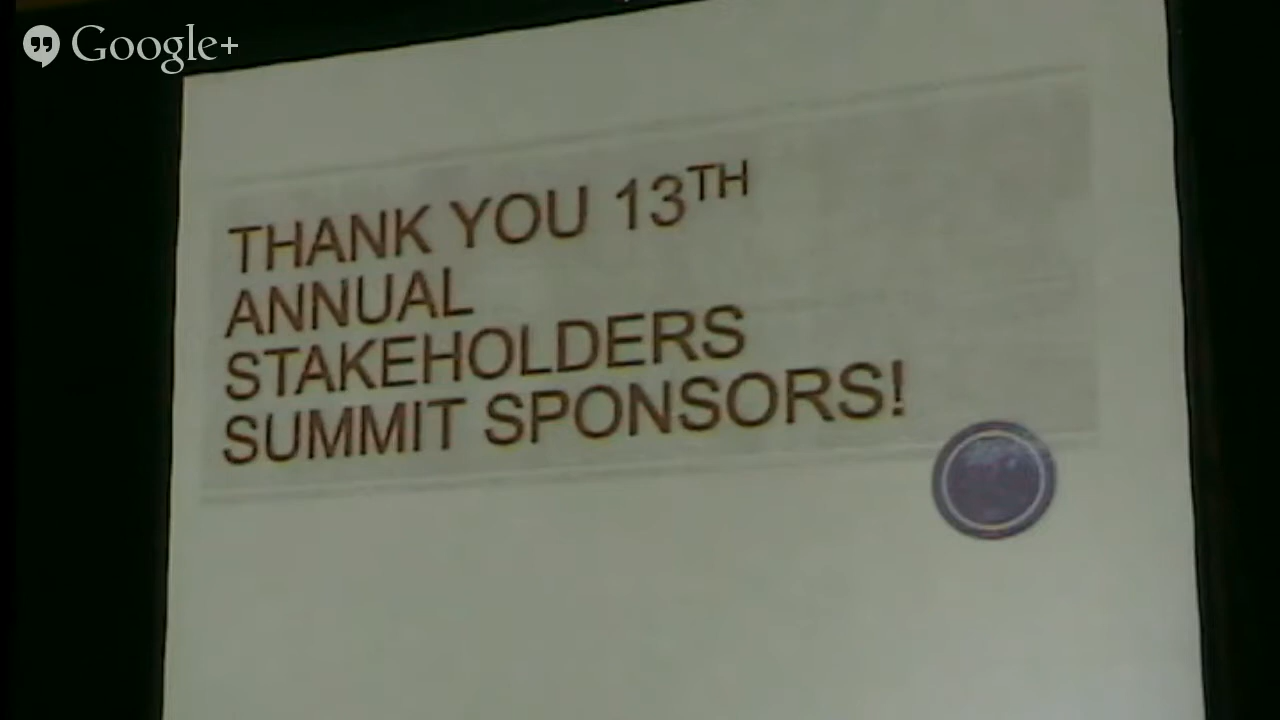 Google+
THANK YOU 13TH
ANNUAL
STAKEHOLDERS
SUMMIT SPONSORS!